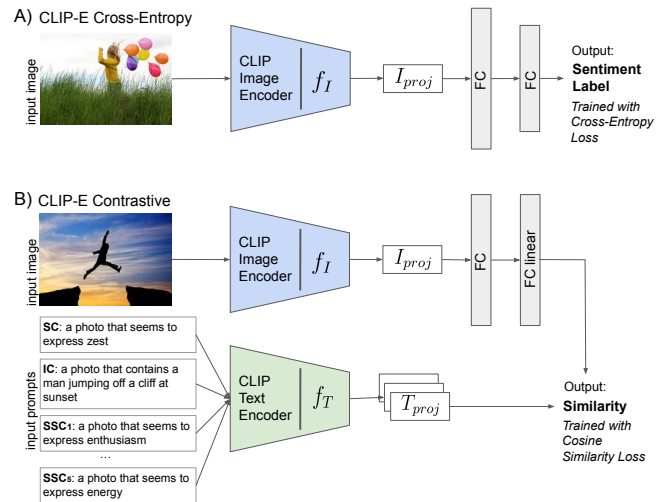 A) CLIP-E Cross-Entropy
input image
CLIP
Image
Encoder
f_I
I_proj
FC
FC
Output:
Sentiment
Label
Trained with
Cross-Entropy
Loss
B) CLIP-E Contrastive
input image
CLIP
Image
Encoder
f_I
I_proj
FC
FC linear
input prompts
SC: a photo that seems to
express zest
IC: a photo that contains a
man jumping off a cliff at
sunset
SSC₁: a photo that seems to
express enthusiasm
...
SSC₅: a photo that seems to
express energy
CLIP
Text
Encoder
f_T
T_proj
Output:
Similarity
Trained with
Cosine
Similarity Loss